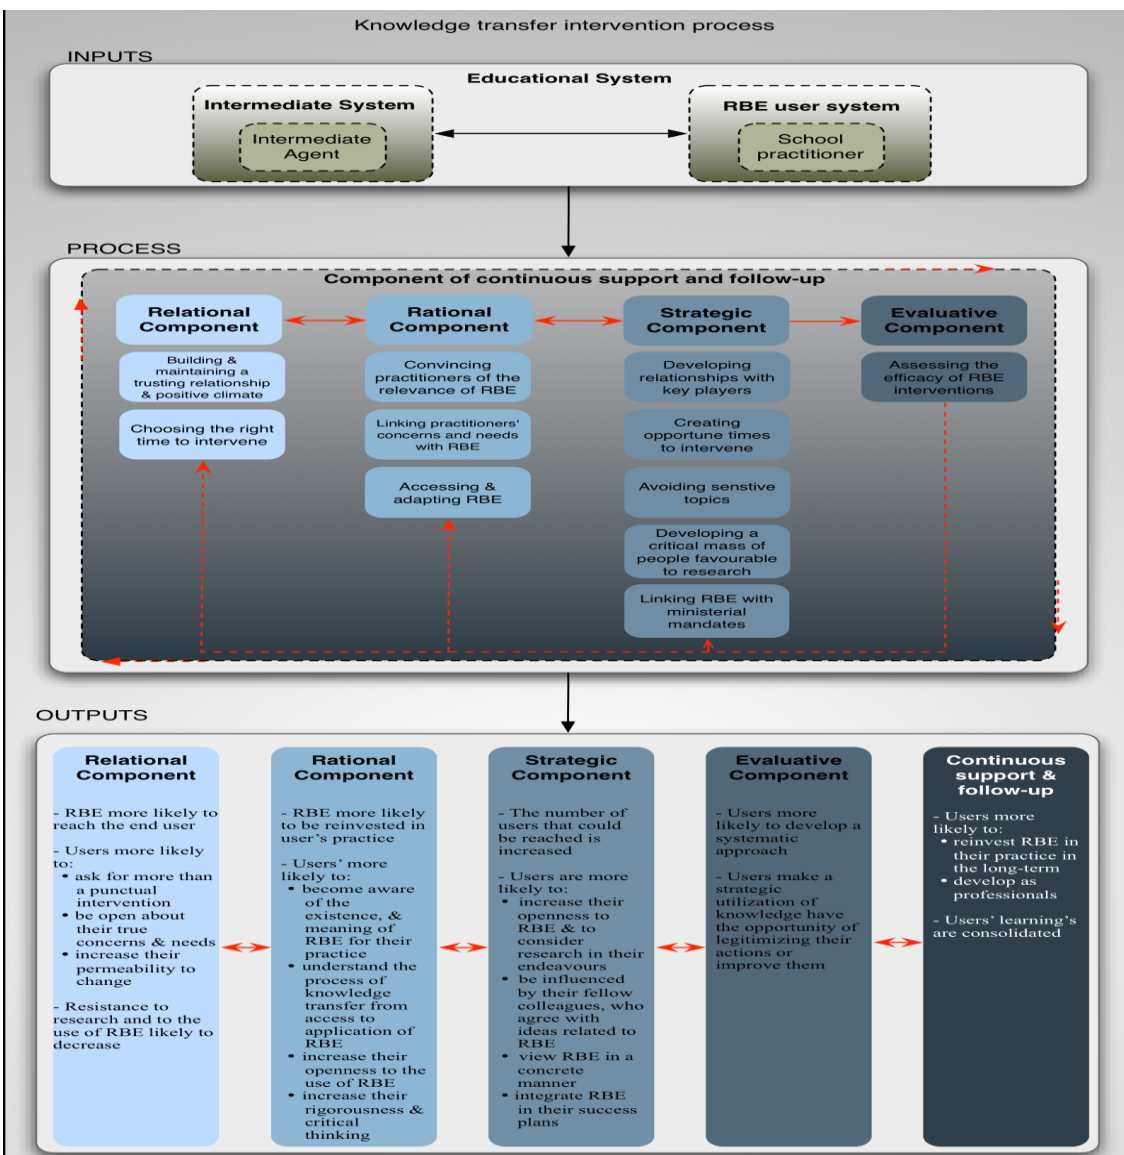 Knowledge transfer intervention process
INPUTS
Educational System
Intermediate System
Intermediate
Agent
RBE user system
School
practitioner
PROCESS
Component of continuous support and follow-up
Relational
Component
Building &
maintaining a
trusting relationship
& positive climate
Choosing the right
time to intervene
Rational
Component
Convincing
practitioners of the
relevance of RBE
Linking practitioners'
concerns and needs
with RBE
Accessing &
adapting RBE
Strategic
Component
Developing
relationships with
key players
Creating
opportune times
to intervene
Avoiding senstive
topics
Developing a
critical mass of
people favourable
to research
Linking RBE with
ministerial
mandates
Evaluative
Component
Assessing the
efficacy of RBE
interventions
OUTPUTS
Relational
Component
- RBE more likely to
reach the end user
- Users more likely
to:
• ask for more than
a punctual
intervention
• be open about
their true
concerns & needs
• increase their
permeability to
change
- Resistance to
research and to the
use of RBE likely to
decrease
Rational
Component
- RBE more likely
to be reinvested in
user's practice
- Users' more
likely to:
• become aware
of the
existence, &
meaning of
RBE for their
practice
• understand the
process of
knowledge
transfer from
access to
application of
RBE
• increase their
openness to the
use of RBE
• increase their
rigorousness &
critical
thinking
Strategic
Component
- The number of
users that could
be reached is
increased
- Users are more
likely to:
• increase their
openness to
RBE & to
consider
research in their
endeavours
• be influenced
by their fellow
colleagues, who
agree with
ideas related to
RBE
• view RBE in a
concrete
manner
• integrate RBE
in their success
plans
Evaluative
Component
- Users more
likely to develop a
systematic
approach
- Users make a
strategic
utilization of
knowledge have
the opportunity of
legitimizing their
actions or
improve them
Continuous
support &
follow-up
- Users more
likely to:
• reinvest RBE in
their practice in
the long-term
• develop as
professionals
- Users' learning's
are consolidated